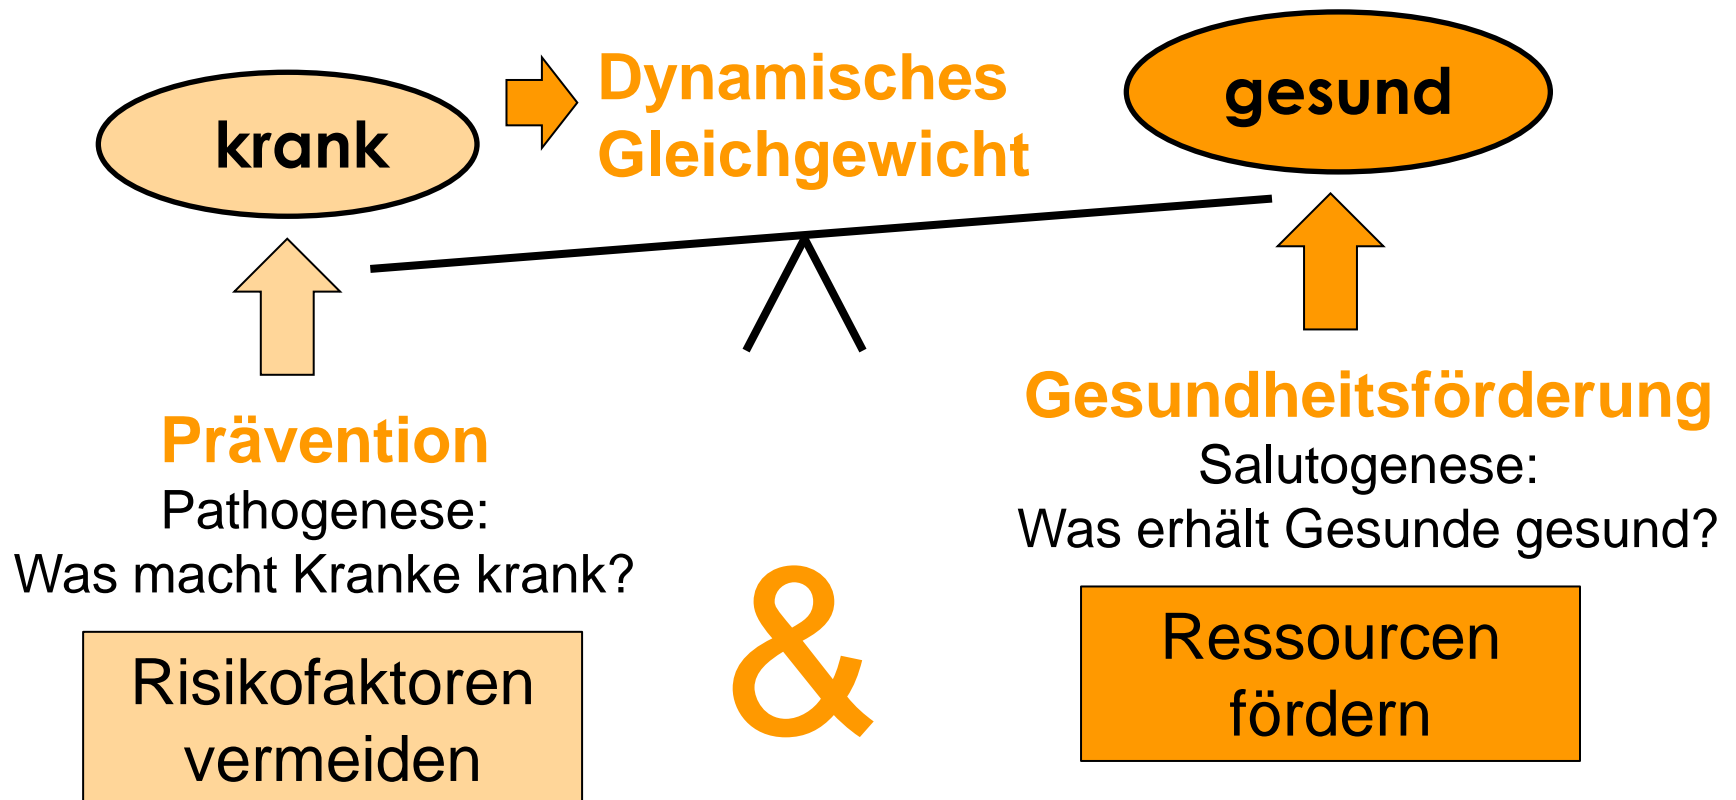 krank
Dynamisches
Gleichgewicht
gesund
Prävention
Pathogenese:
Was macht Kranke krank?
Risikofaktoren
vermeiden
&
Gesundheitsförderung
Salutogenese:
Was erhält Gesunde gesund?
Ressourcen
fördern